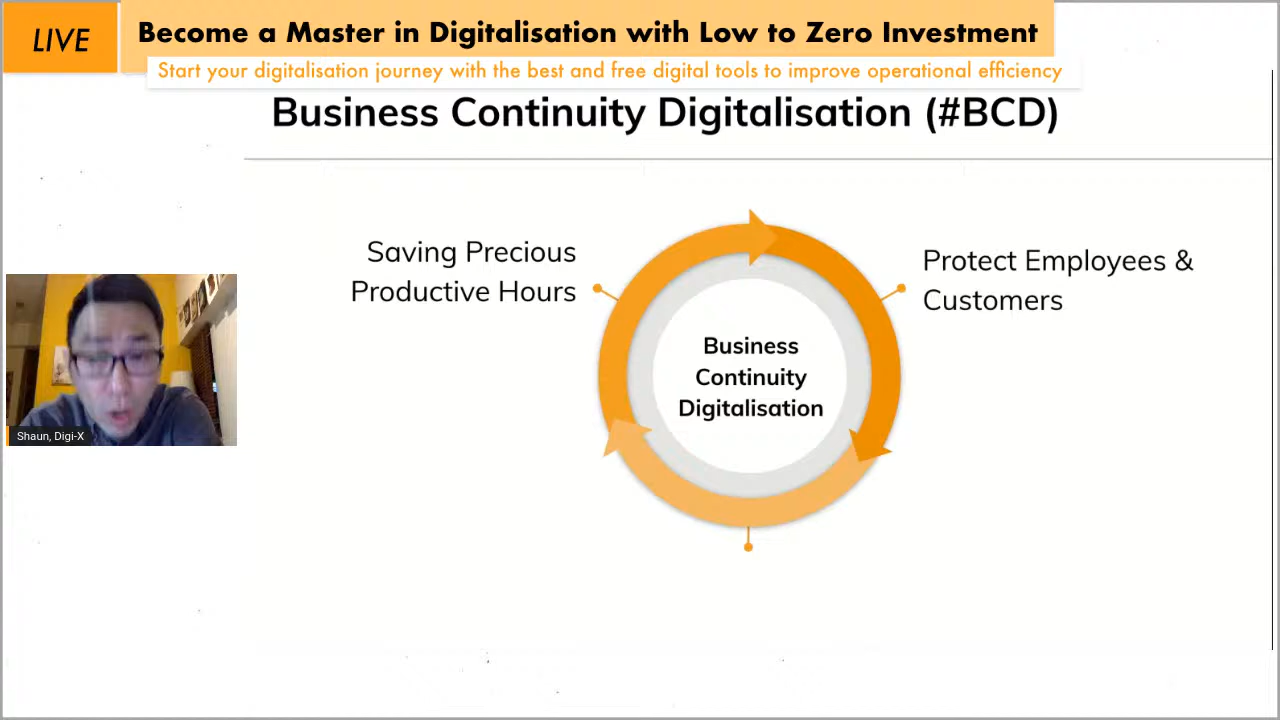 LIVE
Become a Master in Digitalisation with Low to Zero Investment
Start your digitalisation journey with the best and free digital tools to improve operational efficiency
Business Continuity Digitalisation (#BCD)
Saving Precious
Productive Hours
Protect Employees &
Customers
Business
Continuity
Digitalisation
Shaun, Digi-X